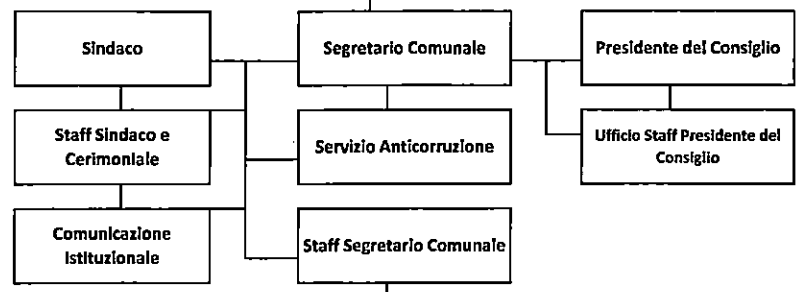 Sindaco
Segretario Comunale
Presidente del Consiglio
Staff Sindaco e
Cerimoniale
Servizio Anticorruzione
Ufficio Staff Presidente del
Consiglio
Comunicazione
Istituzionale
Staff Segretario Comunale